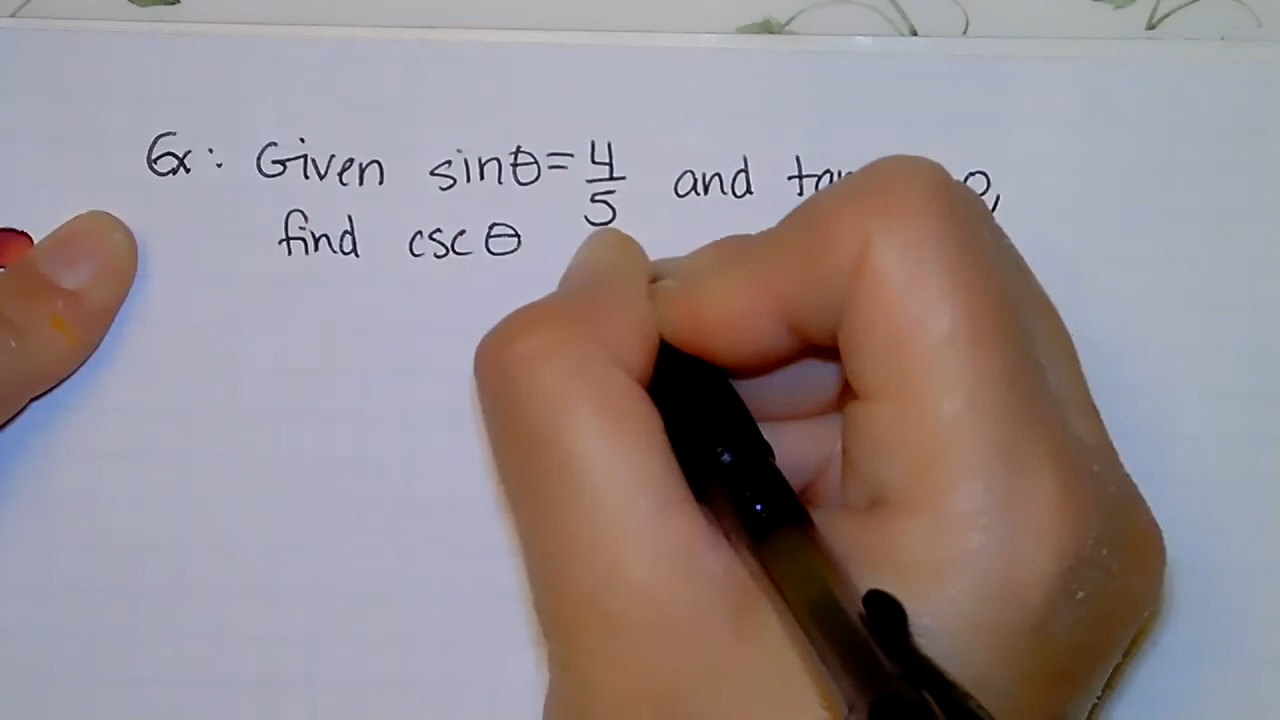 Ex: Given sinθ=4/5 and
find cscθ